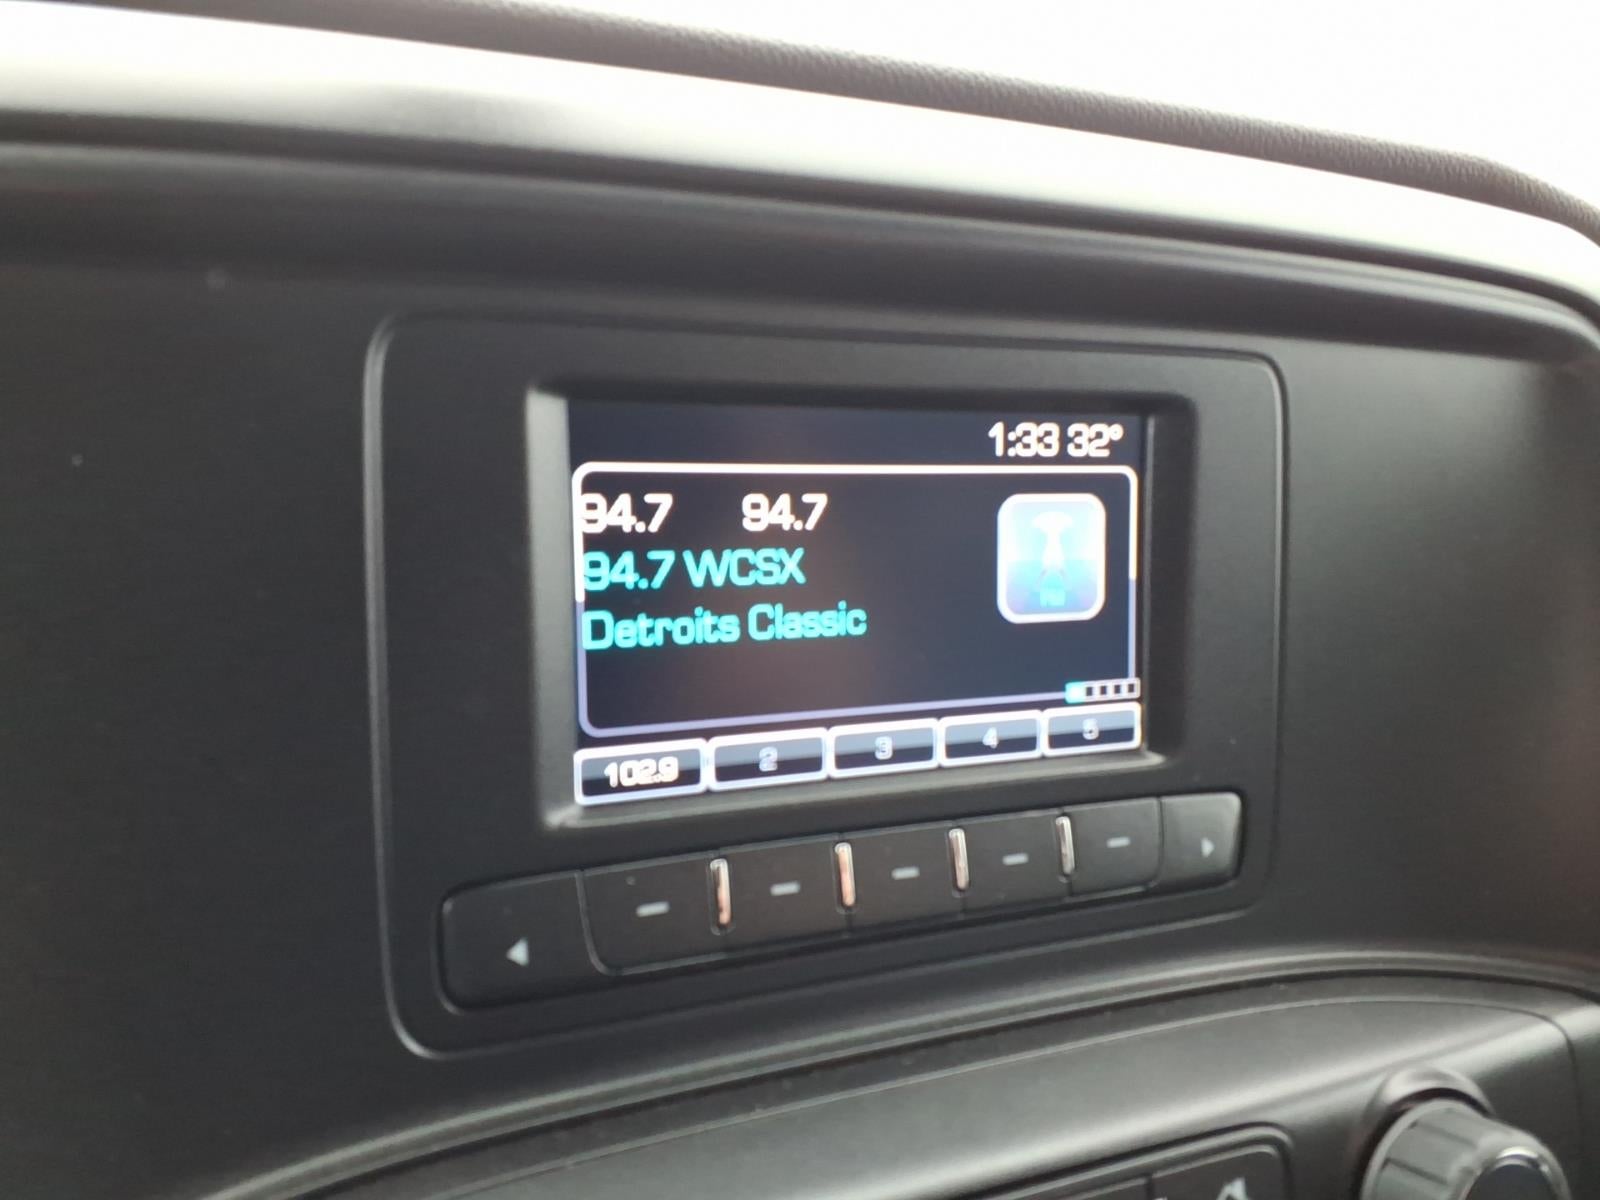 1:33 32°
94.7 94.7
94.7 WCSX
Detroits Classic
102.9 2 3 4 5